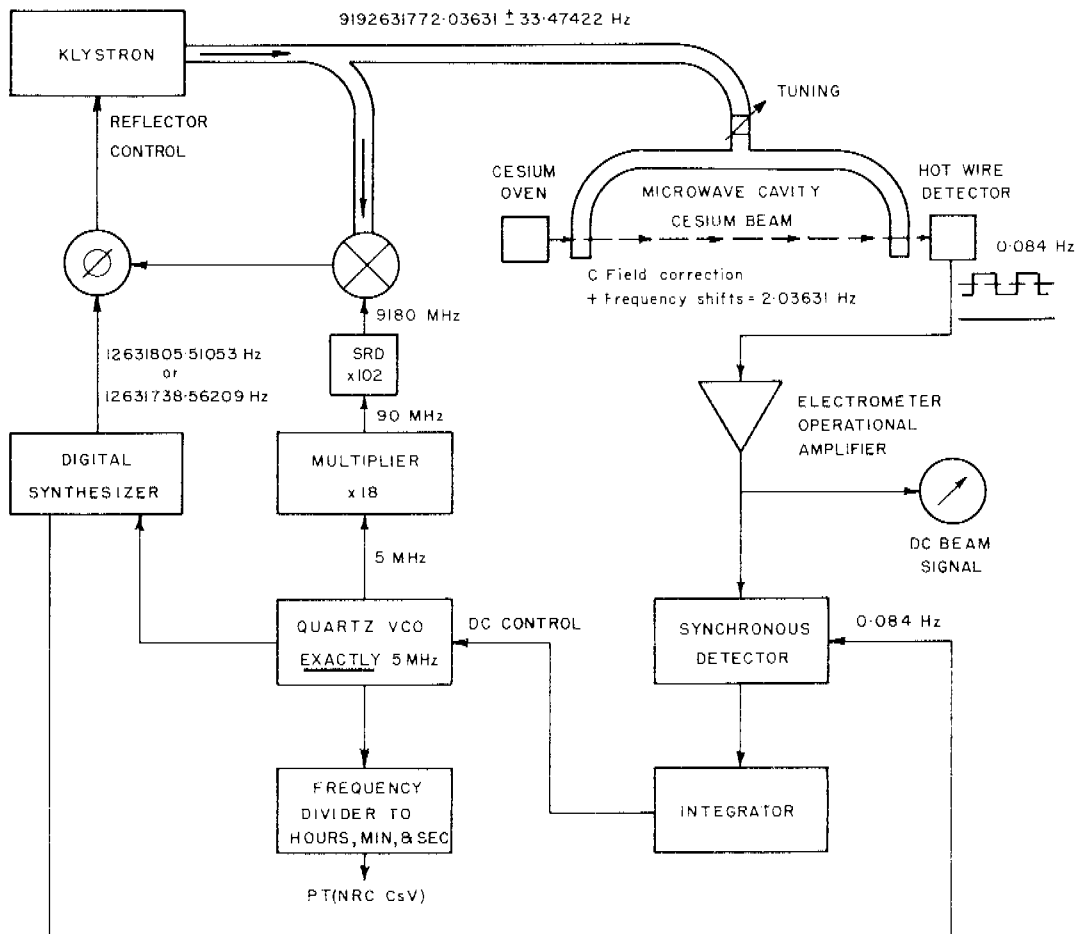 9192631772·03631 ± 33·47422 Hz
KLYSTRON
TUNING
REFLECTOR
CONTROL
CESIUM
OVEN
MICROWAVE CAVITY
CESIUM BEAM
HOT WIRE
DETECTOR
0·084 Hz
C Field correction
+ Frequency shifts = 2·03631 Hz
9180 MHz
12631805·51053 Hz
or
12631738·56209 Hz
SRD
x102
90 MHz
ELECTROMETER
OPERATIONAL
AMPLIFIER
DIGITAL
SYNTHESIZER
MULTIPLIER
x18
DC BEAM
SIGNAL
5 MHz
QUARTZ VCO
EXACTLY 5 MHz
DC CONTROL
SYNCHRONOUS
DETECTOR
0·084 Hz
FREQUENCY
DIVIDER TO
HOURS, MIN, & SEC
INTEGRATOR
PT(NRC CsV)